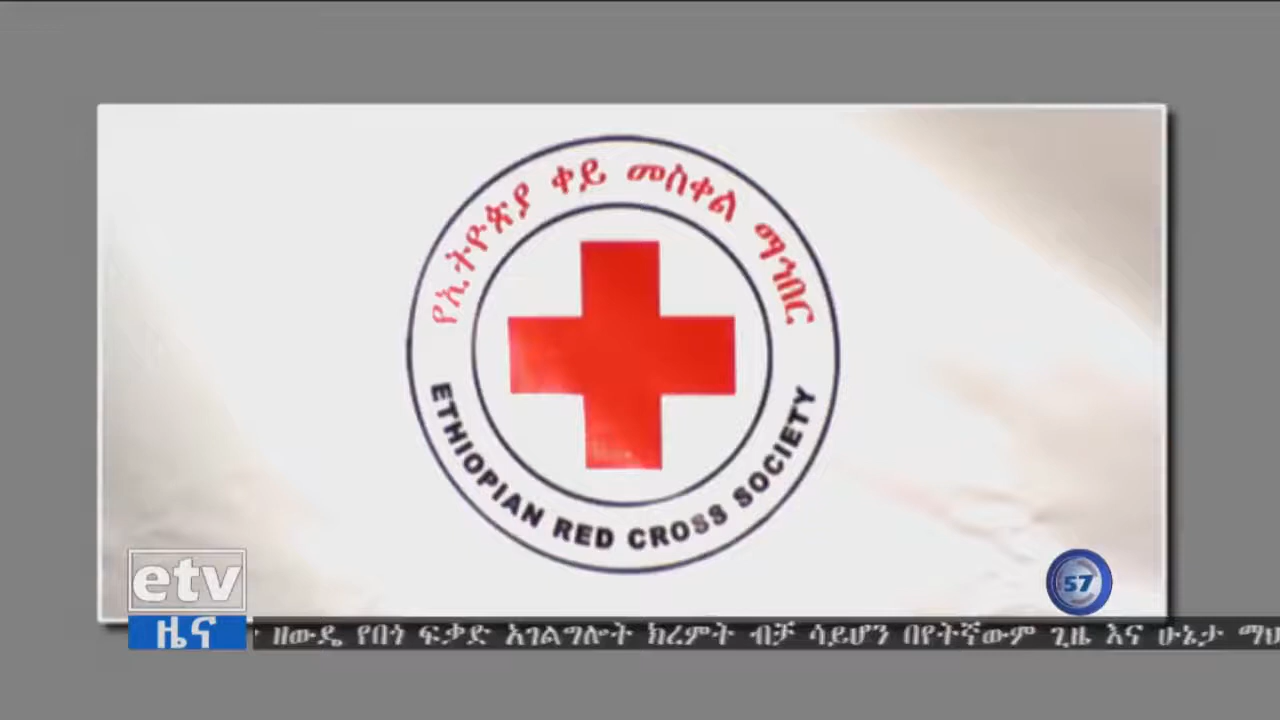 የኢትዮጵያ ቀይ መስቀል ማኅበር
ETHIOPIAN RED CROSS SOCIETY
etv
57
ዜና
ዘውዴ የበጎ ፍቃድ አገልግሎት ክረምት ብቻ ሳይሆን በየትኛውም ጊዜ እና ሁኔታ